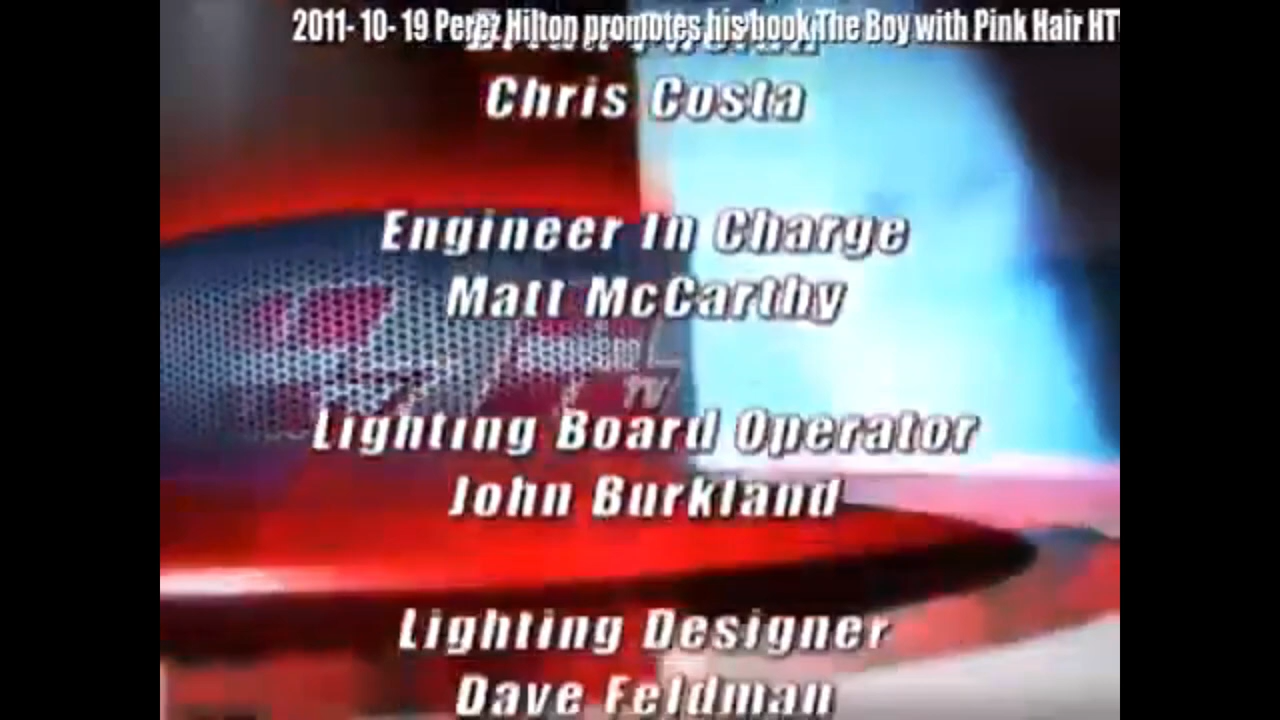 2011- 10- 19 Perez Hilton promotes his book The Boy with Pink Hair HT
Chris Costa
Engineer In Charge
Matt McCarthy
TV
Lighting Board Operator
John Burkland
Lighting Designer
Dave Feldman